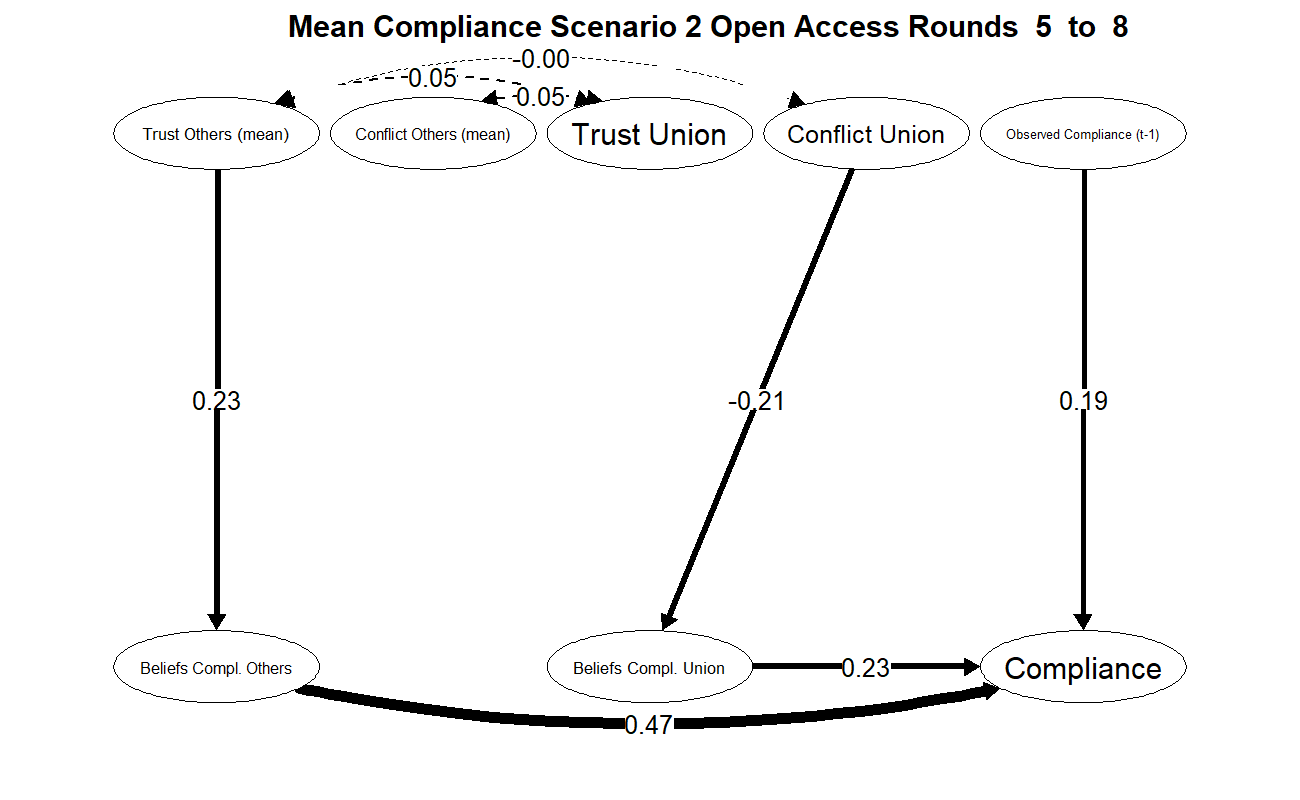 Mean Compliance Scenario 2 Open Access Rounds  5  to  8
-0.00
-0.05
-0.05
Trust Others (mean)
Conflict Others (mean)
Trust Union
Conflict Union
Observed Compliance (t-1)
0.23
-0.21
0.19
Beliefs Compl. Others
Beliefs Compl. Union
0.23
Compliance
0.47